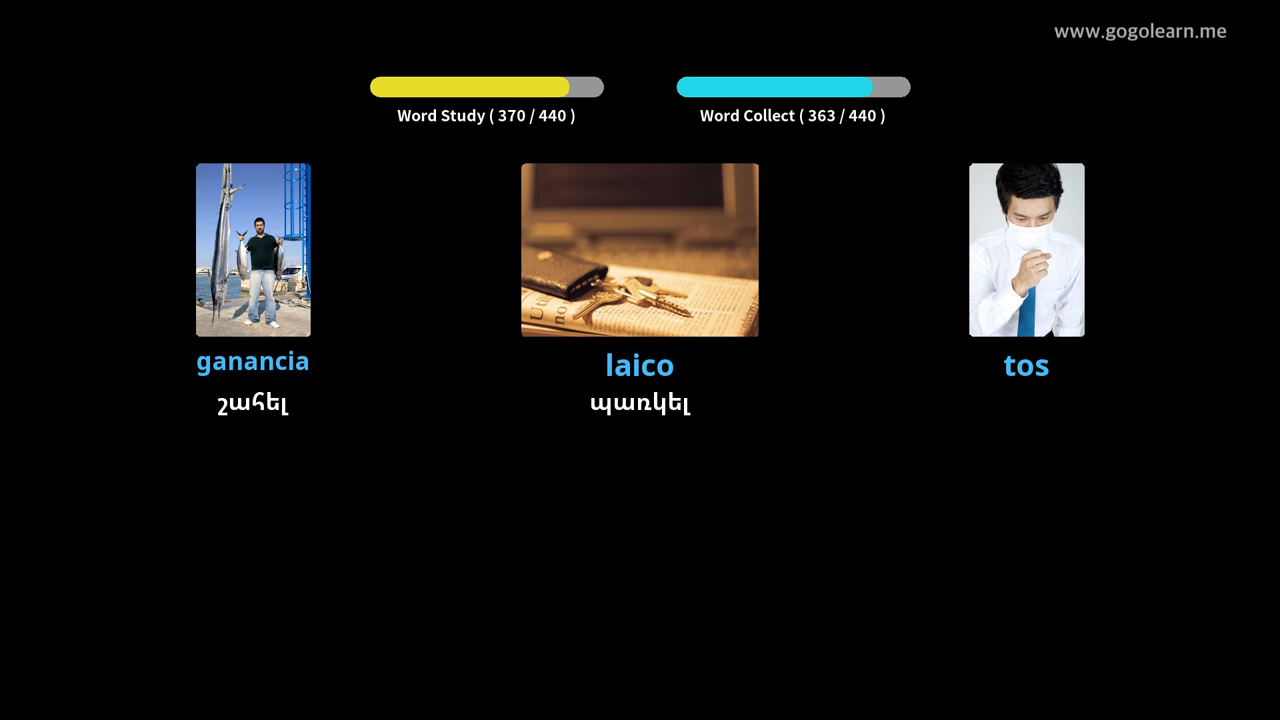 www.gogolearn.me
Word Study ( 370 / 440 )
Word Collect ( 363 / 440 )
ganancia
laico
tos
շահել
պառկել